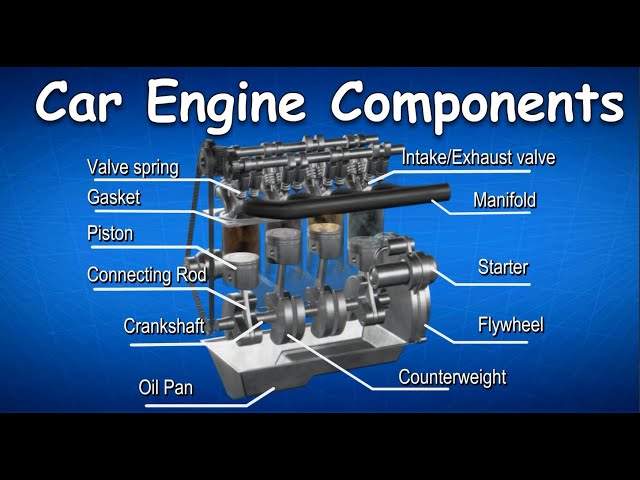 Car Engine Components
Valve spring
Intake/Exhaust valve
Gasket
Manifold
Piston
Connecting Rod
Starter
Crankshaft
Flywheel
Oil Pan
Counterweight